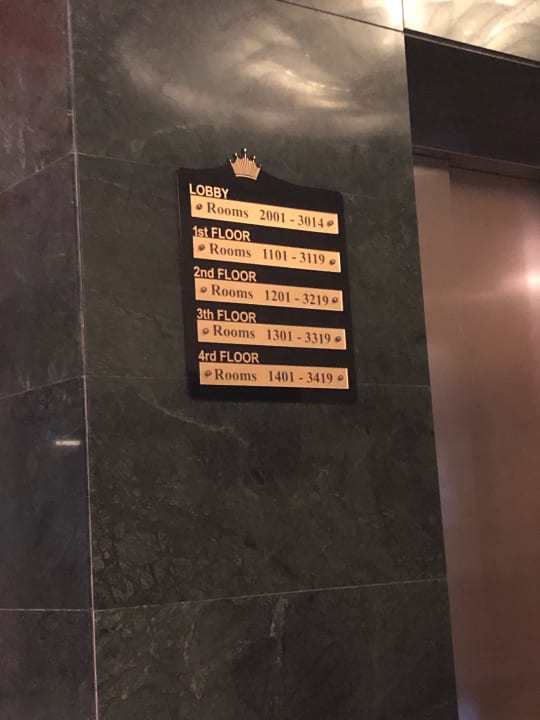 LOBBY
Rooms 2001 - 3014
1st FLOOR
Rooms 1101 - 3119
2nd FLOOR
Rooms 1201 - 3219
3th FLOOR
Rooms 1301 - 3319
4rd FLOOR
Rooms 1401 - 3419